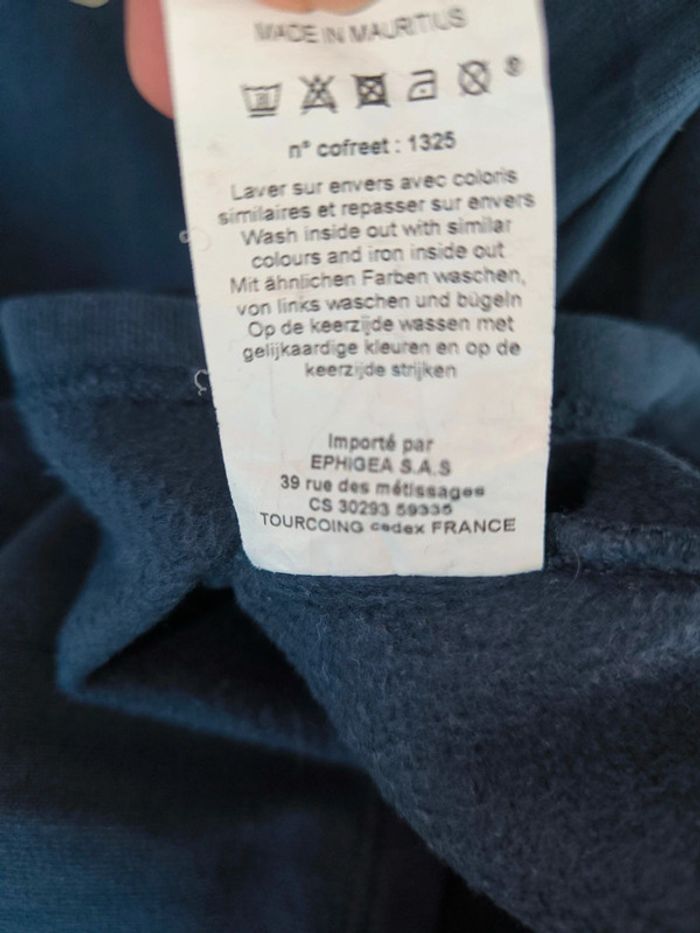 MADE IN MAURITIUS
n° cofreet : 1325
Laver sur envers avec coloris
similaires et repasser sur envers
Wash inside out with similar
colours and iron inside out
Mit ähnlichen Farben waschen,
von links waschen und bügeln
Op de keerzijde wassen met
gelijkaardige kleuren en op de
keerzijde strijken
Importé par
EPHIGEA S.A.S
39 rue des métissages
CS 30293 59335
TOURCOING cedex FRANCE